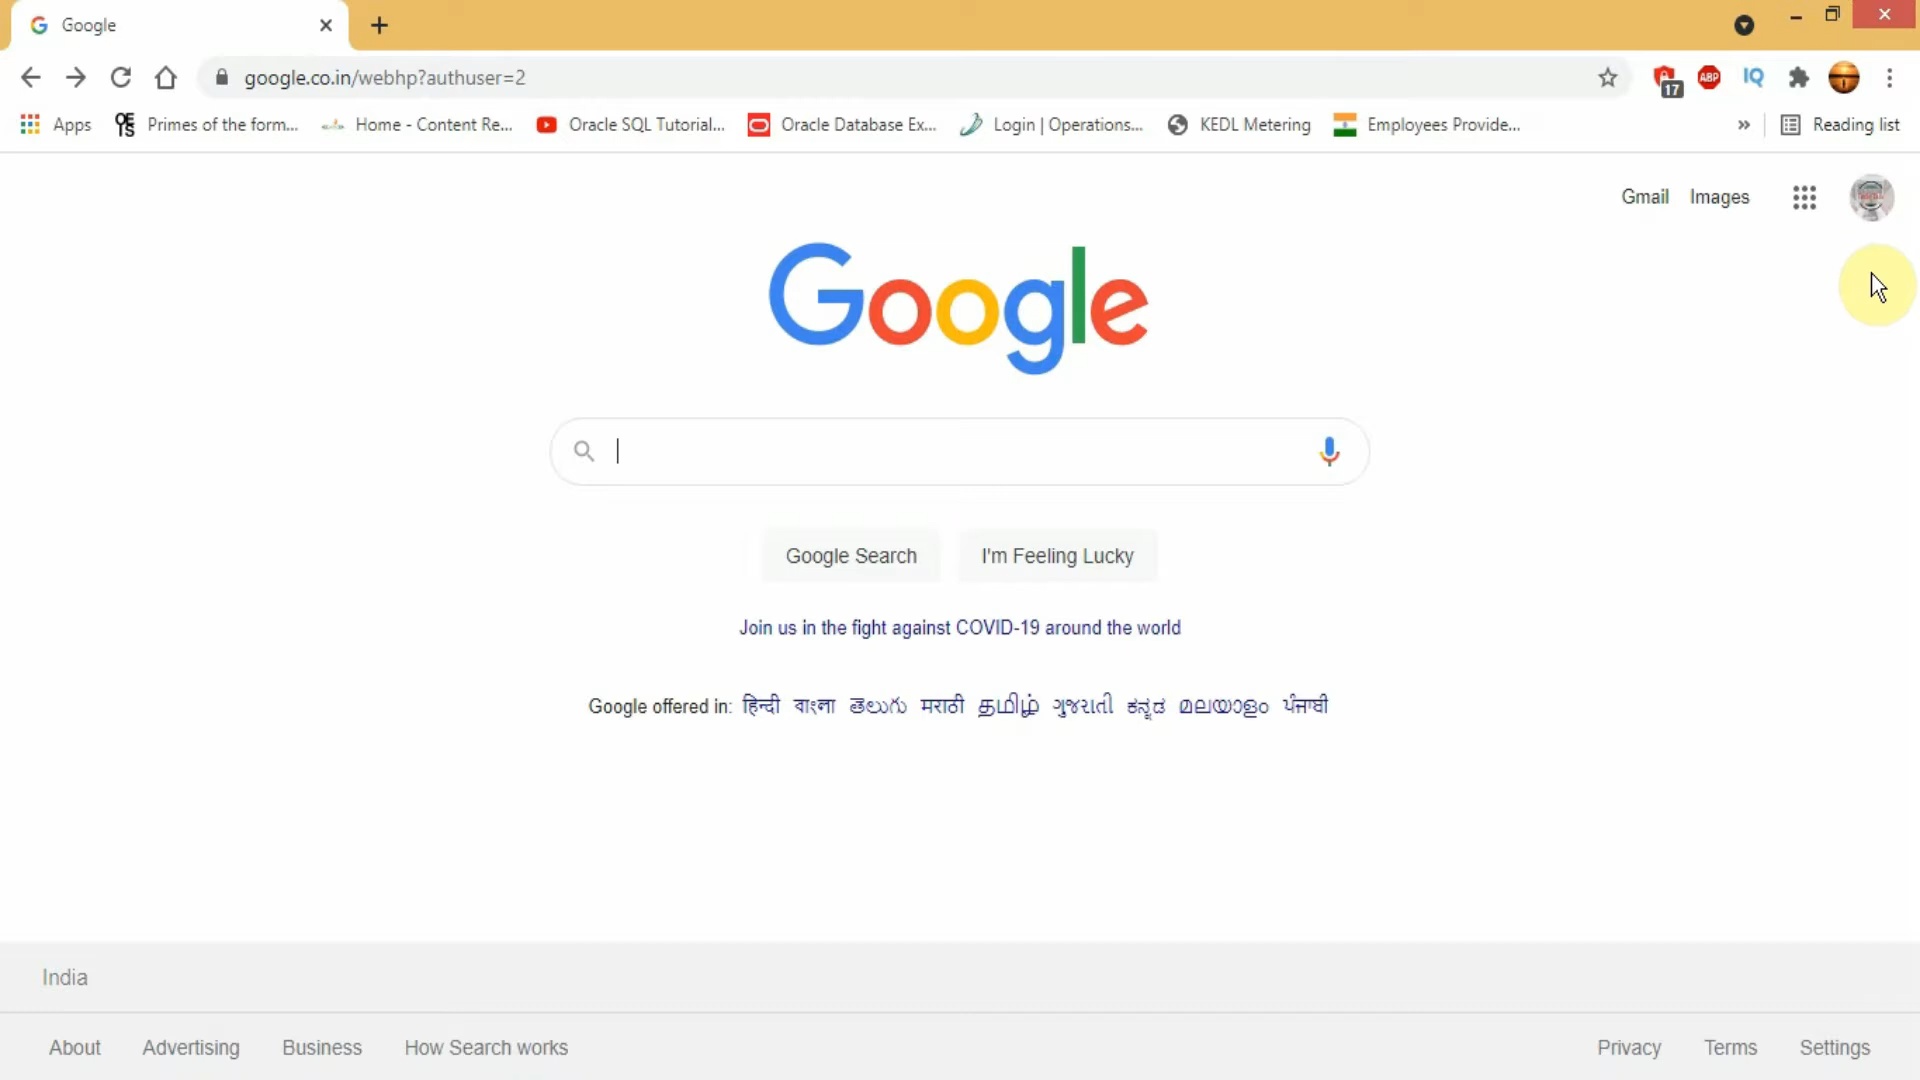 Google
google.co.in/webhp?authuser=2
17
ABP
IQ
Apps
Primes of the form...
Home - Content Re...
Oracle SQL Tutorial...
Oracle Database Ex...
Login | Operations...
KEDL Metering
Employees Provide...
»
Reading list
Gmail Images
Google
Google Search
I'm Feeling Lucky
Join us in the fight against COVID-19 around the world
Google offered in: हिन्दी বাংলা తెలుగు मराठी தமிழ் ગુજરાતી ಕನ್ನಡ മലയാളം ਪੰਜਾਬੀ
India
About Advertising Business How Search works
Privacy Terms Settings